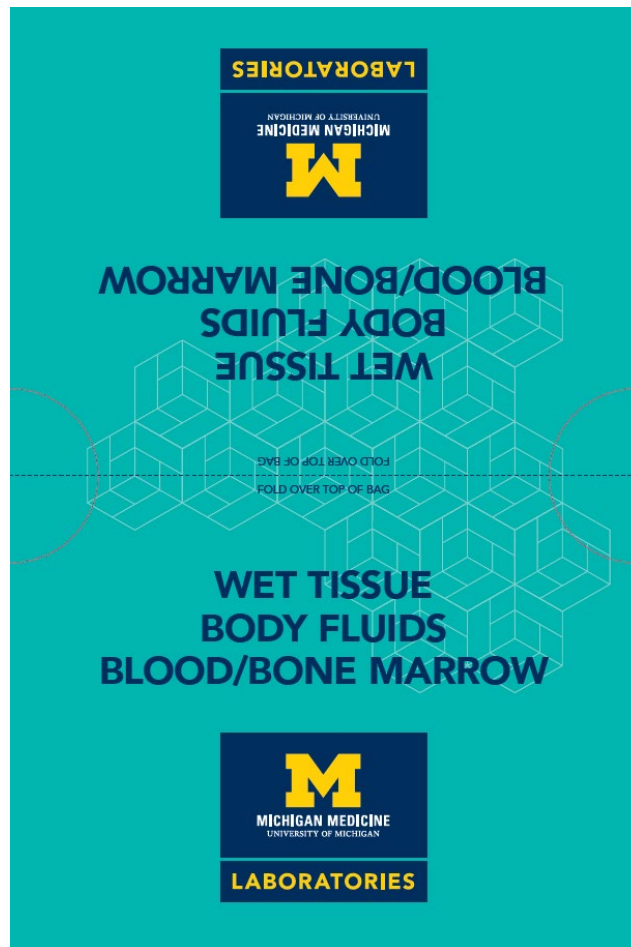 LABORATORIES
UNIVERSITY OF MICHIGAN
MICHIGAN MEDICINE
M
BLOOD/BONE MARROW
BODY FLUIDS
WET TISSUE
FOLD OVER TOP OF BAG
FOLD OVER TOP OF BAG
WET TISSUE
BODY FLUIDS
BLOOD/BONE MARROW
M
MICHIGAN MEDICINE
UNIVERSITY OF MICHIGAN
LABORATORIES